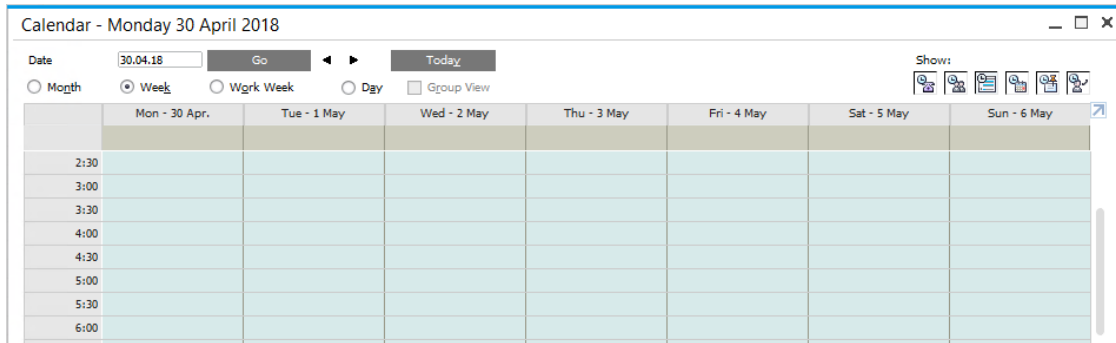 Calendar - Monday 30 April 2018
Date 30.04.18 Go Today Show:
Month Week Work Week Day Group View
Mon - 30 Apr. Tue - 1 May Wed - 2 May Thu - 3 May Fri - 4 May Sat - 5 May Sun - 6 May
2:30
3:00
3:30
4:00
4:30
5:00
5:30
6:00